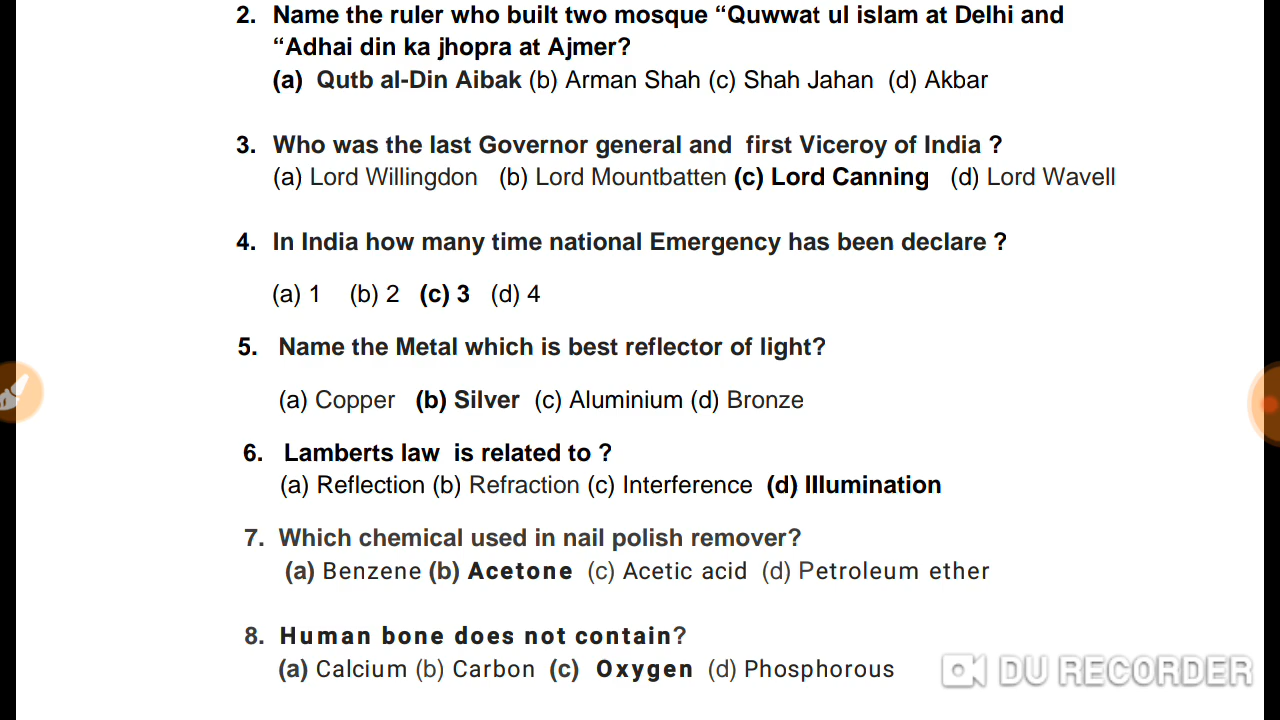 2. Name the ruler who built two mosque “Quwwat ul islam at Delhi and
“Adhai din ka jhopra at Ajmer?
(a) Qutb al-Din Aibak (b) Arman Shah (c) Shah Jahan (d) Akbar
3. Who was the last Governor general and first Viceroy of India ?
(a) Lord Willingdon (b) Lord Mountbatten (c) Lord Canning (d) Lord Wavell
4. In India how many time national Emergency has been declare ?
(a) 1 (b) 2 (c) 3 (d) 4
5. Name the Metal which is best reflector of light?
(a) Copper (b) Silver (c) Aluminium (d) Bronze
6. Lamberts law is related to ?
(a) Reflection (b) Refraction (c) Interference (d) Illumination
7. Which chemical used in nail polish remover?
(a) Benzene (b) Acetone (c) Acetic acid (d) Petroleum ether
8. Human bone does not contain?
(a) Calcium (b) Carbon (c) Oxygen (d) Phosphorous
DU RECORDER